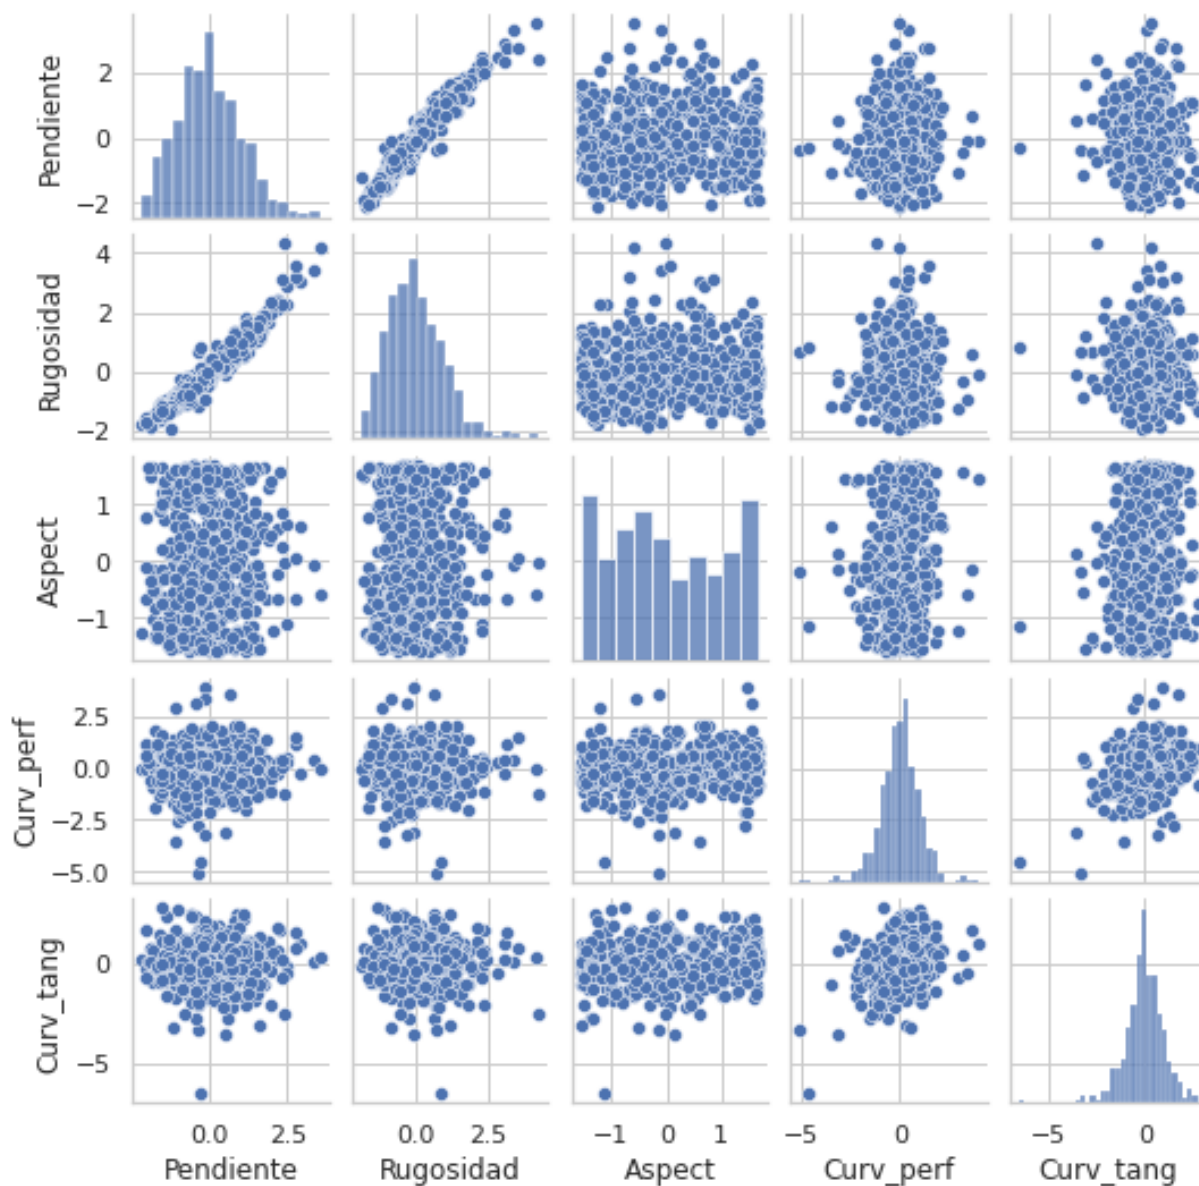 Pendiente
2
0
−2
Rugosidad
4
2
0
−2
Aspect
1
0
−1
Curv_perf
2.5
0.0
−2.5
−5.0
Curv_tang
0
−5
0.0 2.5 0.0 2.5 −1 0 1 −5 0 −5 0
Pendiente Rugosidad Aspect Curv_perf Curv_tang